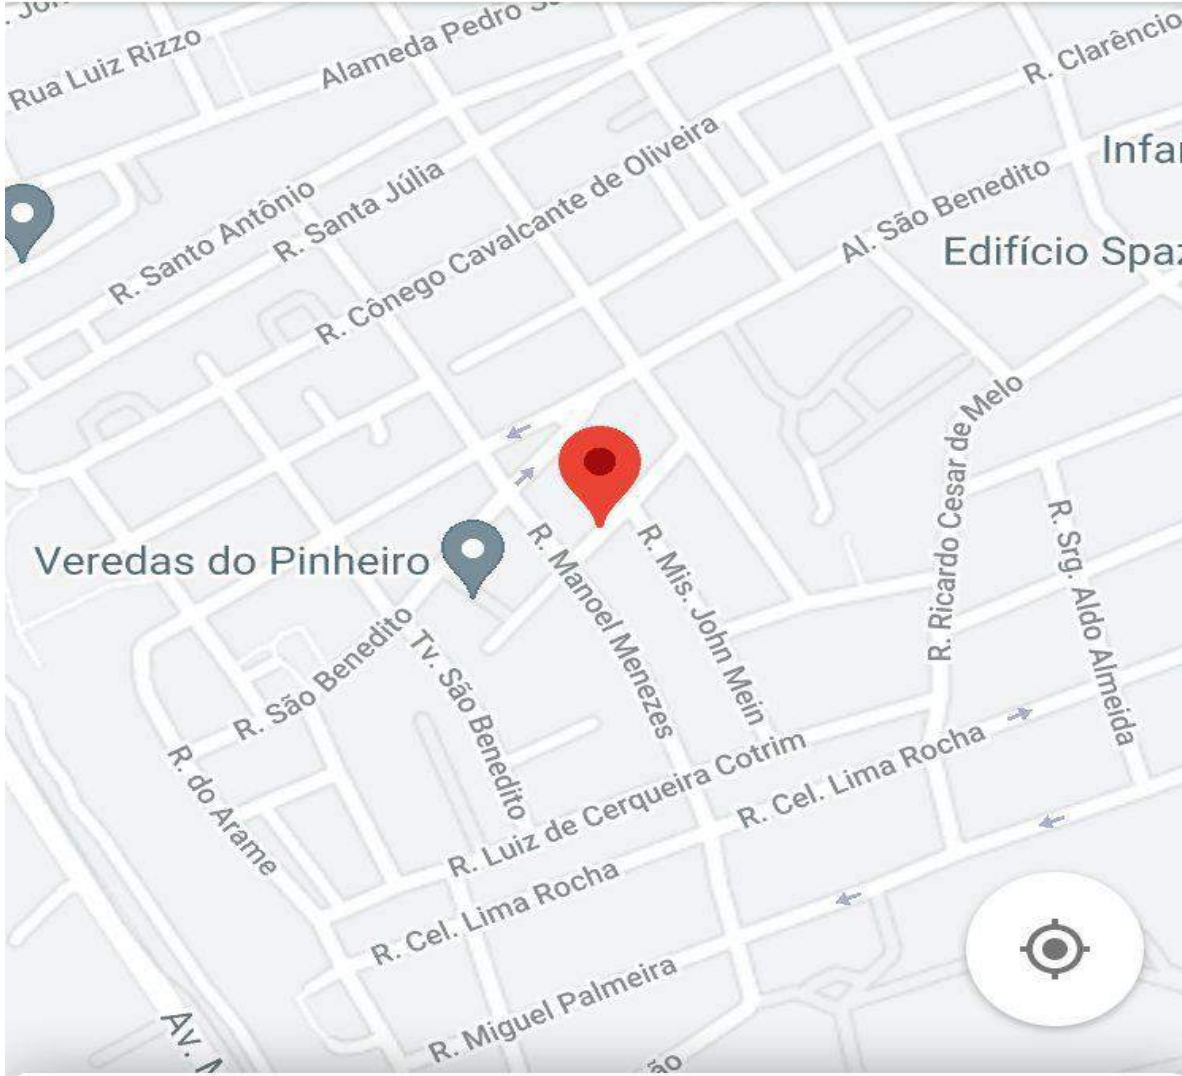 Rua Luiz Rizzo
Alameda Pedro
R. Clarêncio
R. Santo Antônio
R. Santa Júlia
R. Cônego Cavalcante de Oliveira
Al. São Benedito
Edifício
R. Ricardo Cesar de Melo
R. Srg. Aldo Almeida
Veredas do Pinheiro
R. Manoel Menezes
R. Mis. John Mein
R. São Benedito
Tv. São Benedito
R. do Arame
R. Luiz de Cerqueira Cotrim
R. Cel. Lima Rocha
R. Cel. Lima Rocha
R. Miguel Palmeira
Av.